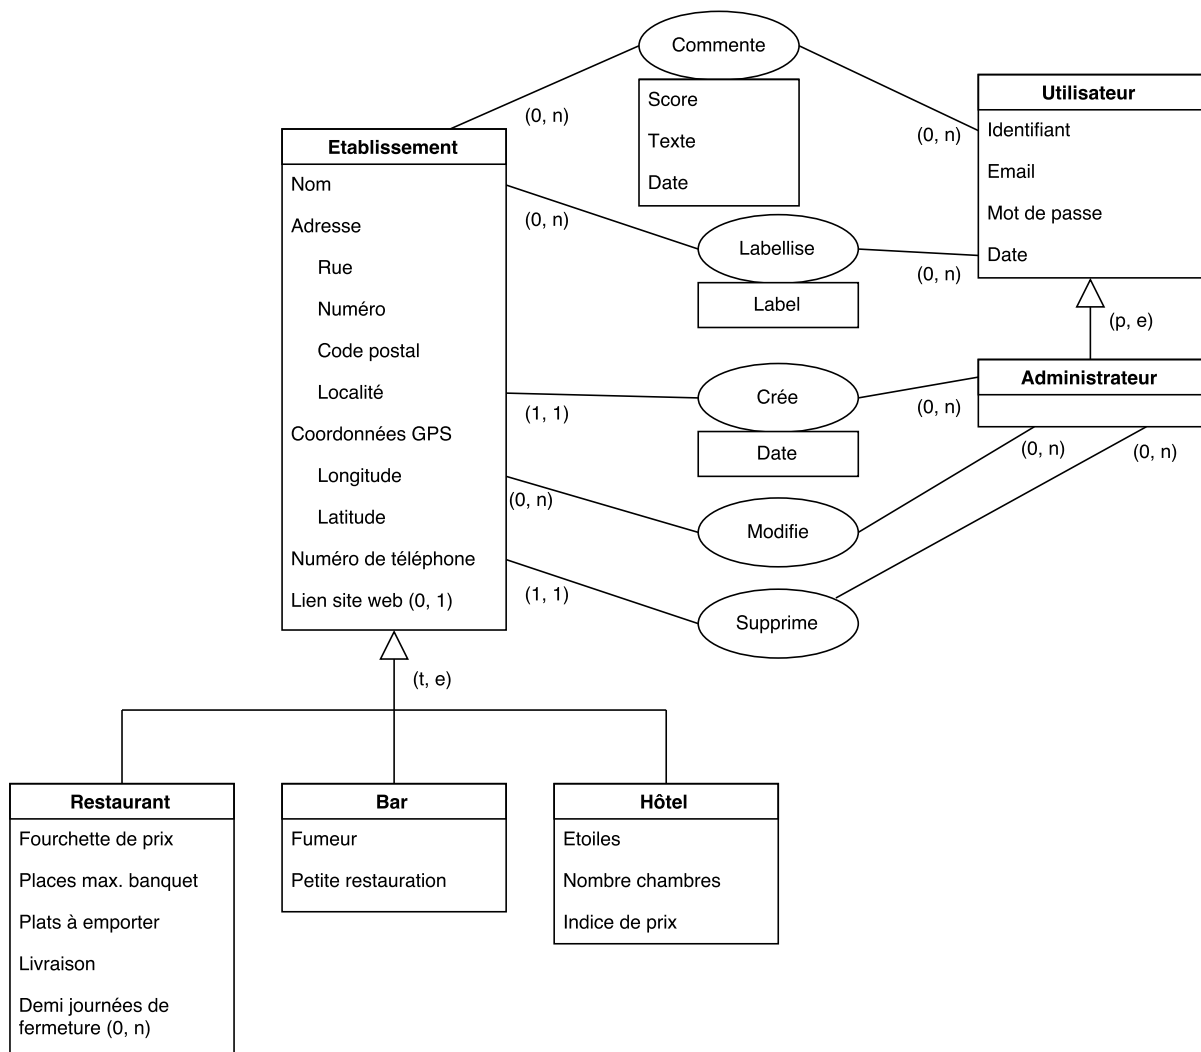 Commente
Score
Texte
Date
(0, n)
(0, n)
Utilisateur
Identifiant
Email
Mot de passe
Date
Etablissement
Nom
Adresse
Rue
Numéro
Code postal
Localité
Coordonnées GPS
Longitude
Latitude
Numéro de téléphone
Lien site web (0, 1)
(0, n)
Labellise
(0, n)
Label
(p, e)
Administrateur
(1, 1)
Crée
(0, n)
Date
(0, n)
Modifie
(0, n)
(0, n)
(1, 1)
Supprime
(t, e)
Restaurant
Fourchette de prix
Places max. banquet
Plats à emporter
Livraison
Demi journées de
fermeture (0, n)
Bar
Fumeur
Petite restauration
Hôtel
Etoiles
Nombre chambres
Indice de prix